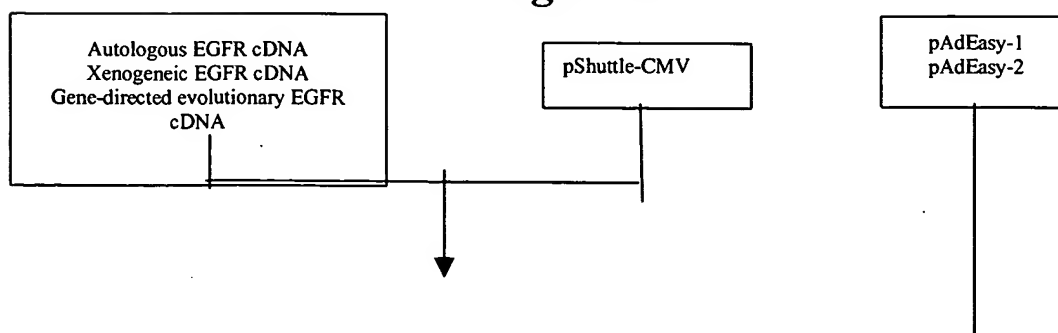 Autologous EGFR cDNA
Xenogeneic EGFR cDNA
Gene-directed evolutionary EGFR
cDNA
pShuttle-CMV
pAdEasy-1
pAdEasy-2